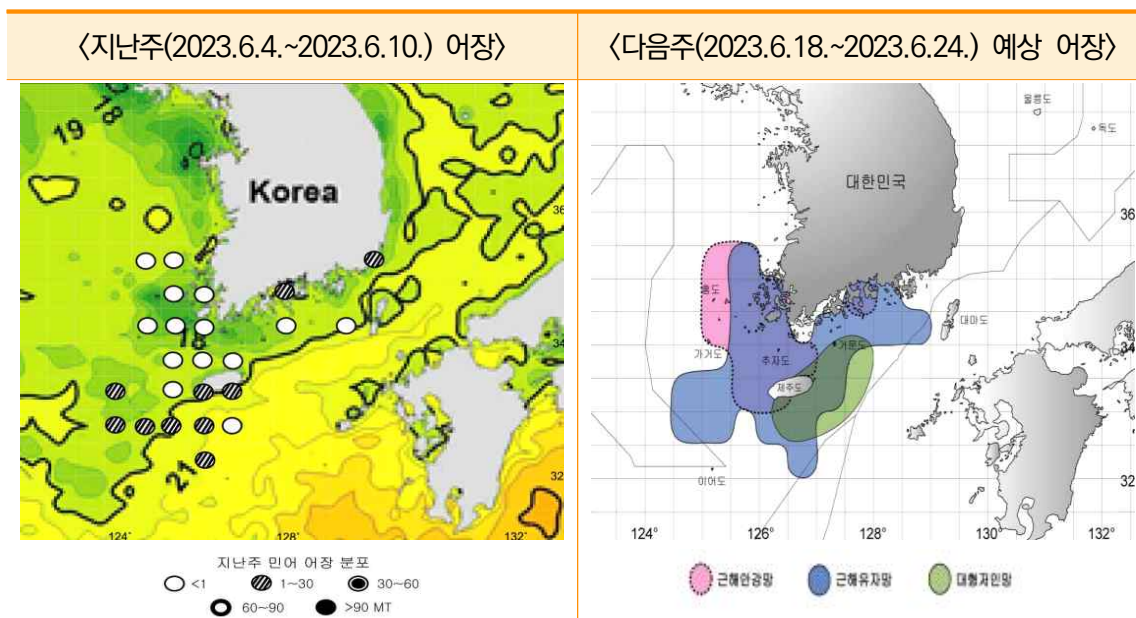 〈지난주(2023.6.4.~2023.6.10.) 어장〉
〈다음주(2023.6.18.~2023.6.24.) 예상 어장〉
19
18
Korea
36
18
34
21
32
124°
128°
132°
지난주 민어 어장 분포
<1
1~30
30~60
60~90
>90 MT
울릉도
독도
대한민국
36
홍도
대마도
가거도
거문도
34
추자도
제주도
이어도
32
124°
126°
128°
130°
132°
근해안강망
근해유자망
대형저인망